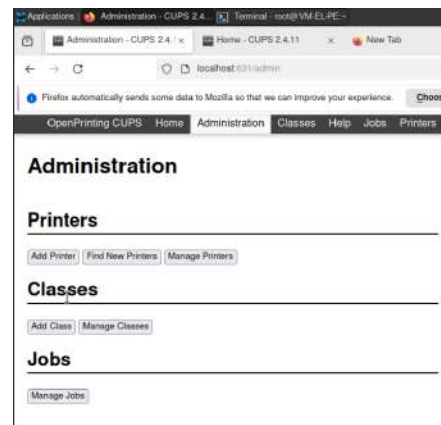 Applications Administration - CUPS 2.4... Terminal - root@VM-EL-PE:~
Administration - CUPS 2.4.1 × Home - CUPS 2.4.11 × New Tab
localhost:631/admin
Firefox automatically sends some data to Mozilla so that we can improve your experience. Choo
OpenPrinting CUPS Home Administration Classes Help Jobs Printers
Administration
Printers
Add Printer Find New Printers Manage Printers
Classes
Add Class Manage Classes
Jobs
Manage Jobs